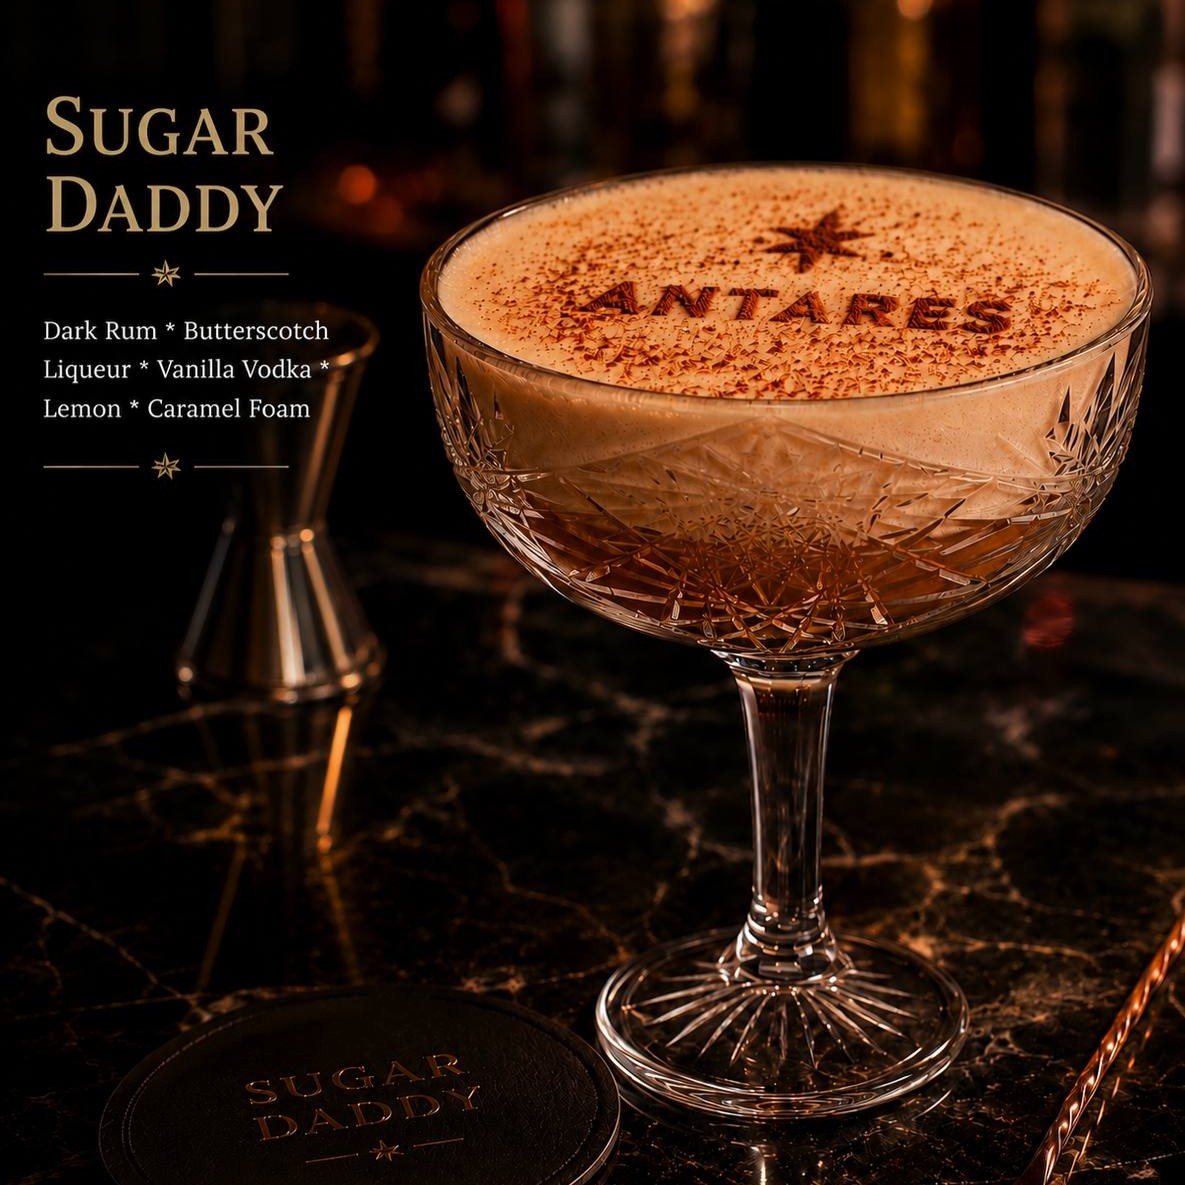 SUGAR
DADDY
Dark Rum * Butterscotch
Liqueur * Vanilla Vodka *
Lemon * Caramel Foam
ANTARES
SUGAR
DADDY